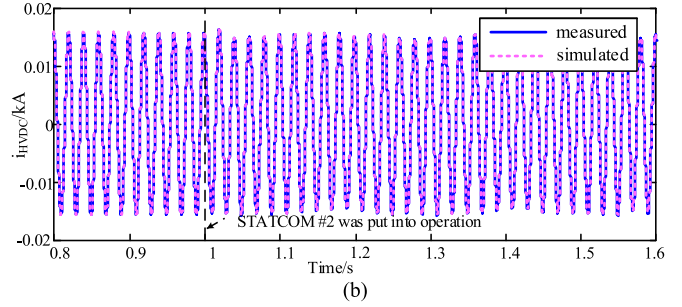 0.02
measured
simulated
0.01
i_HVDC/kA
0
-0.01
STATCOM #2 was put into operation
-0.02
0.8 0.9 1 1.1 1.2 1.3 1.4 1.5 1.6
Time/s
(b)